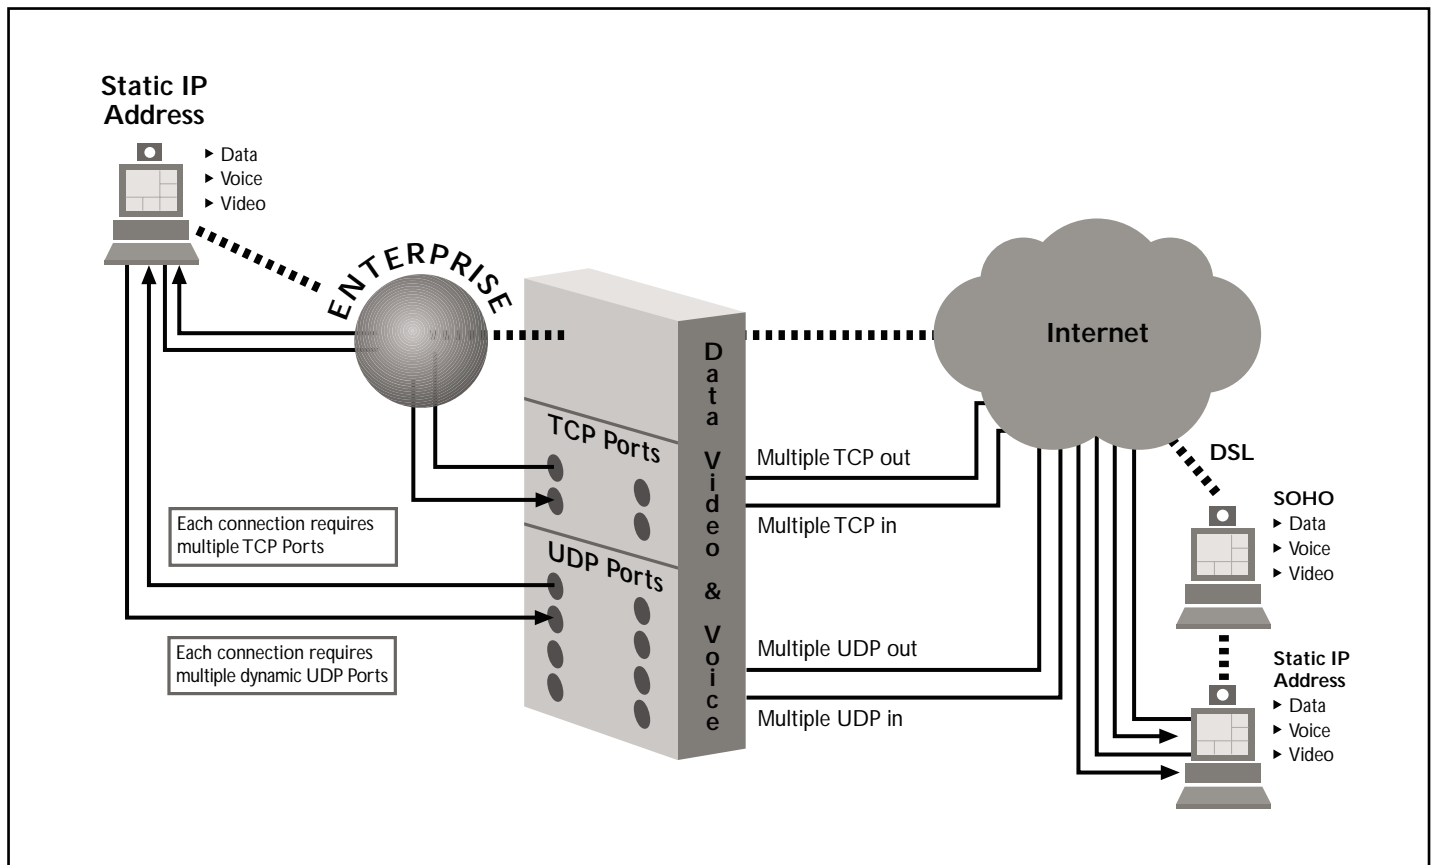 Static IP
Address
▸ Data
▸ Voice
▸ Video
ENTERPRISE
Data Video & Voice
Internet
TCP Ports
Multiple TCP out
Multiple TCP in
Each connection requires
multiple TCP Ports
UDP Ports
Each connection requires
multiple dynamic UDP Ports
Multiple UDP out
Multiple UDP in
DSL
SOHO
▸ Data
▸ Voice
▸ Video
Static IP
Address
▸ Data
▸ Voice
▸ Video